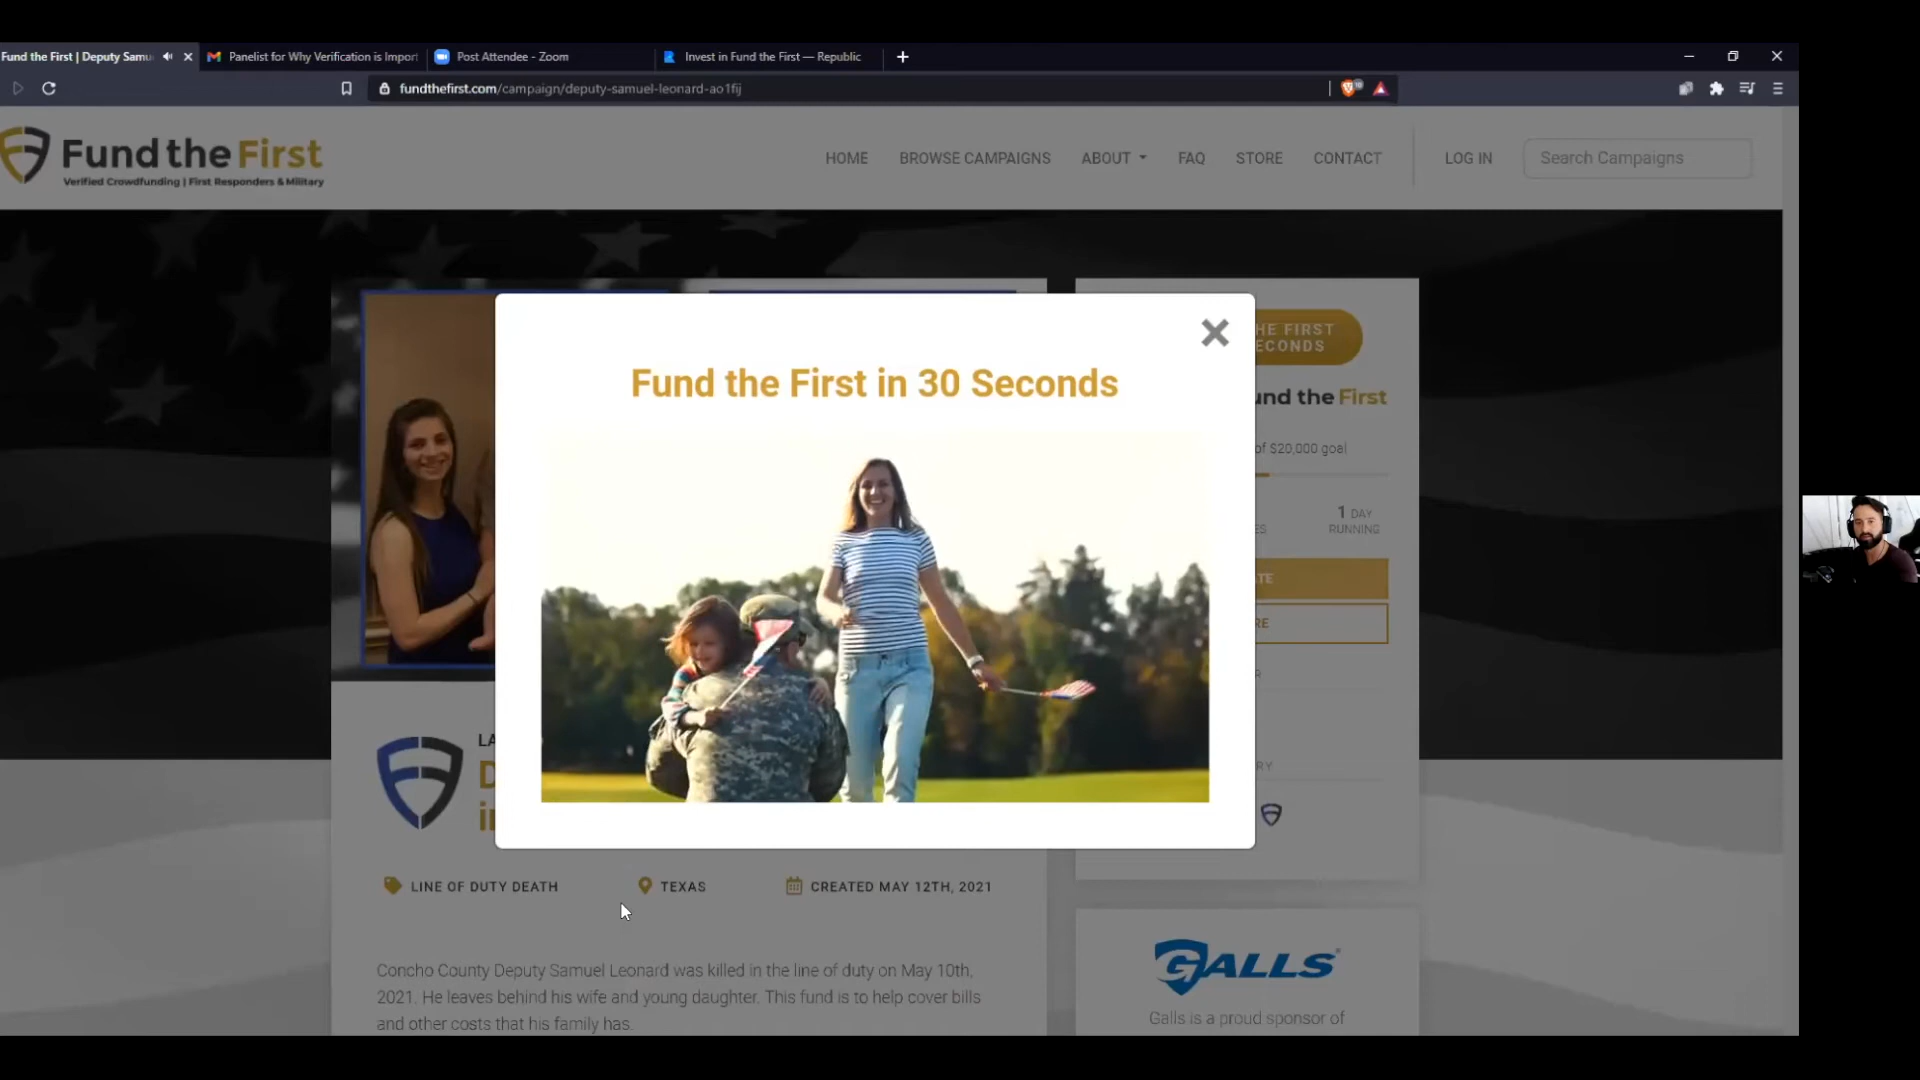 Fund the First | Deputy Samu
Panelist for Why Verification is Import
Post Attendee - Zoom
Invest in Fund the First — Republic
fundthefirst.com/campaign/deputy-samuel-leonard-ao1fij
Fund the First
Verified Crowdfunding | First Responders & Military
HOME
BROWSE CAMPAIGNS
ABOUT
FAQ
STORE
CONTACT
LOG IN
Search Campaigns
Fund the First in 30 Seconds
HE FIRST
ECONDS
und the First
of $20,000 goal
1 DAY
RUNNING
ES
TE
RE
R
RY
LA
D
i
LINE OF DUTY DEATH
TEXAS
CREATED MAY 12TH, 2021
Concho County Deputy Samuel Leonard was killed in the line of duty on May 10th,
2021. He leaves behind his wife and young daughter. This fund is to help cover bills
and other costs that his family has.
GALLS
Galls is a proud sponsor of